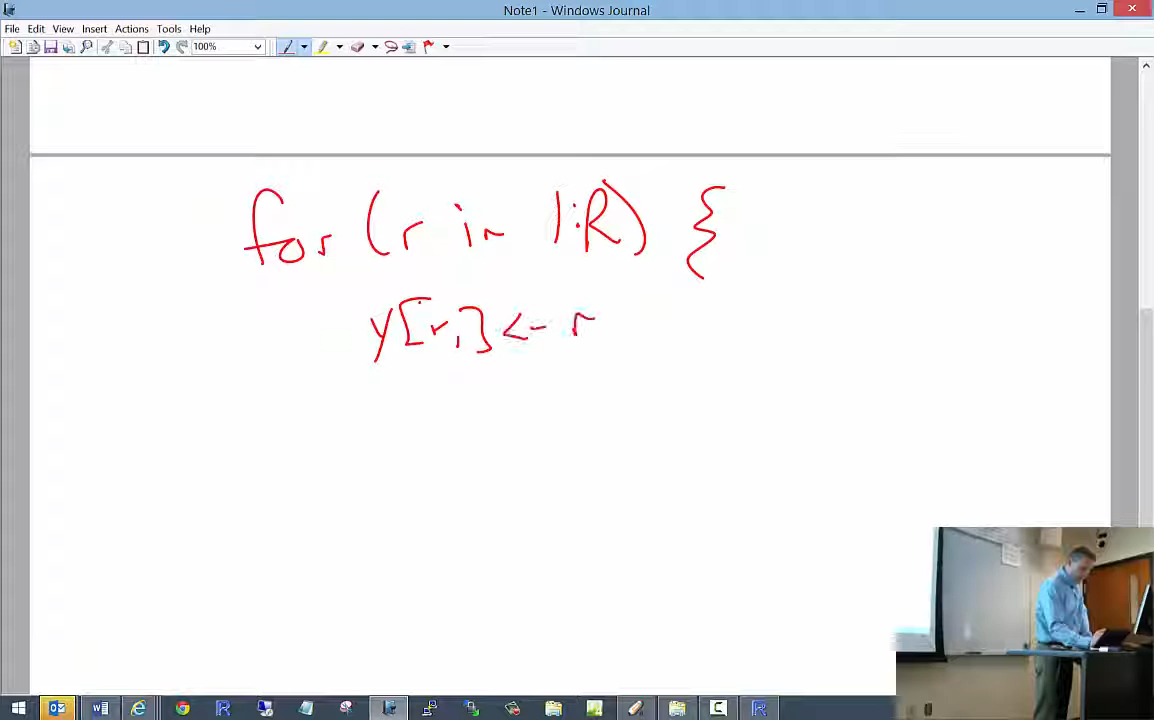 Note1 - Windows Journal
File Edit View Insert Actions Tools Help
100%
for (r in 1:R) {
y[r,] <- r